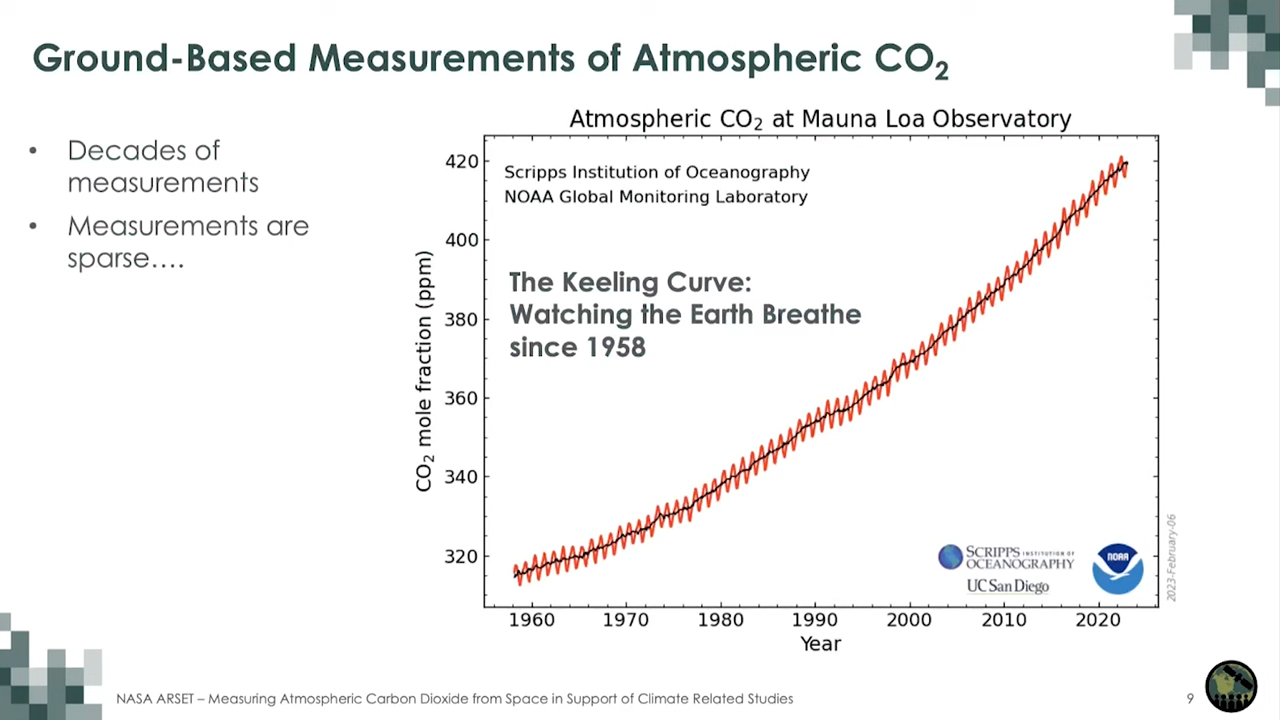 Ground-Based Measurements of Atmospheric CO₂
• Decades of
measurements
• Measurements are
sparse….
Atmospheric CO₂ at Mauna Loa Observatory
Scripps Institution of Oceanography
NOAA Global Monitoring Laboratory
The Keeling Curve:
Watching the Earth Breathe
since 1958
CO₂ mole fraction (ppm)
420
400
380
360
340
320
1960 1970 1980 1990 2000 2010 2020
Year
SCRIPPS INSTITUTION OF
OCEANOGRAPHY
UC San Diego
NOAA
2023-February-06
NASA ARSET – Measuring Atmospheric Carbon Dioxide from Space in Support of Climate Related Studies
9